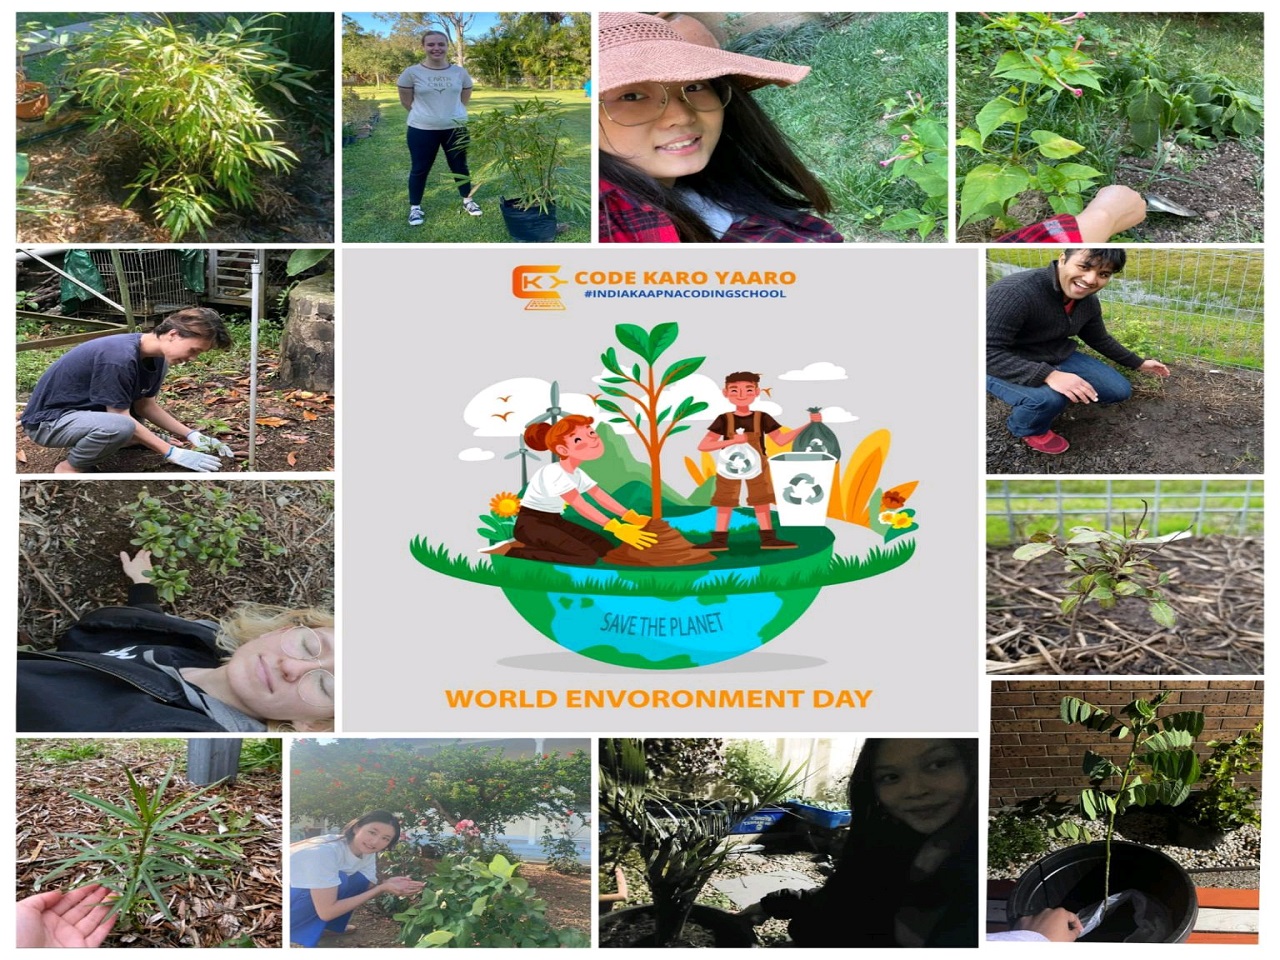 CODE KARO YAARO
#INDIAKAAPNACODINGSCHOOL
SAVE THE PLANET
WORLD ENVORONMENT DAY